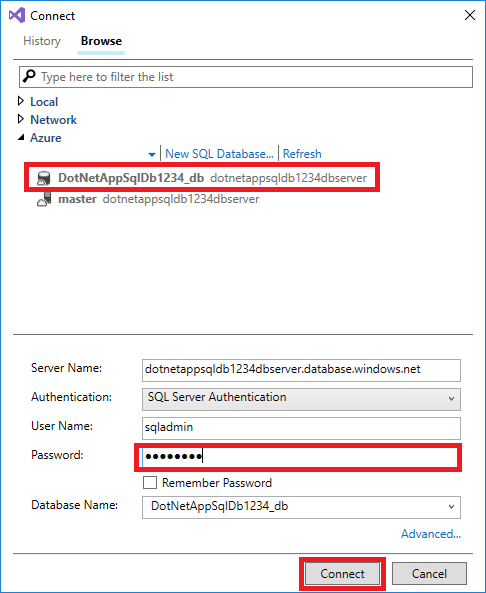 Connect
History Browse
Type here to filter the list
Local
Network
Azure
New SQL Database... Refresh
DotNetAppSqlDb1234_db dotnetappsqldb1234dbserver
master dotnetappsqldb1234dbserver
Server Name: dotnetappsqldb1234dbserver.database.windows.net
Authentication: SQL Server Authentication
User Name: sqladmin
Password: ●●●●●●●●
Remember Password
Database Name: DotNetAppSqlDb1234_db
Advanced...
Connect Cancel